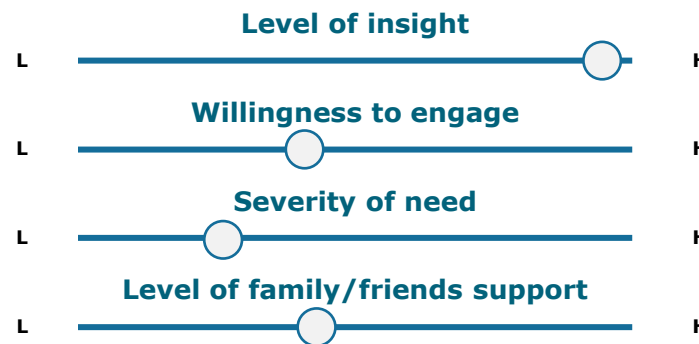 Level of insight
L H
Willingness to engage
L H
Severity of need
L H
Level of family/friends support
L H